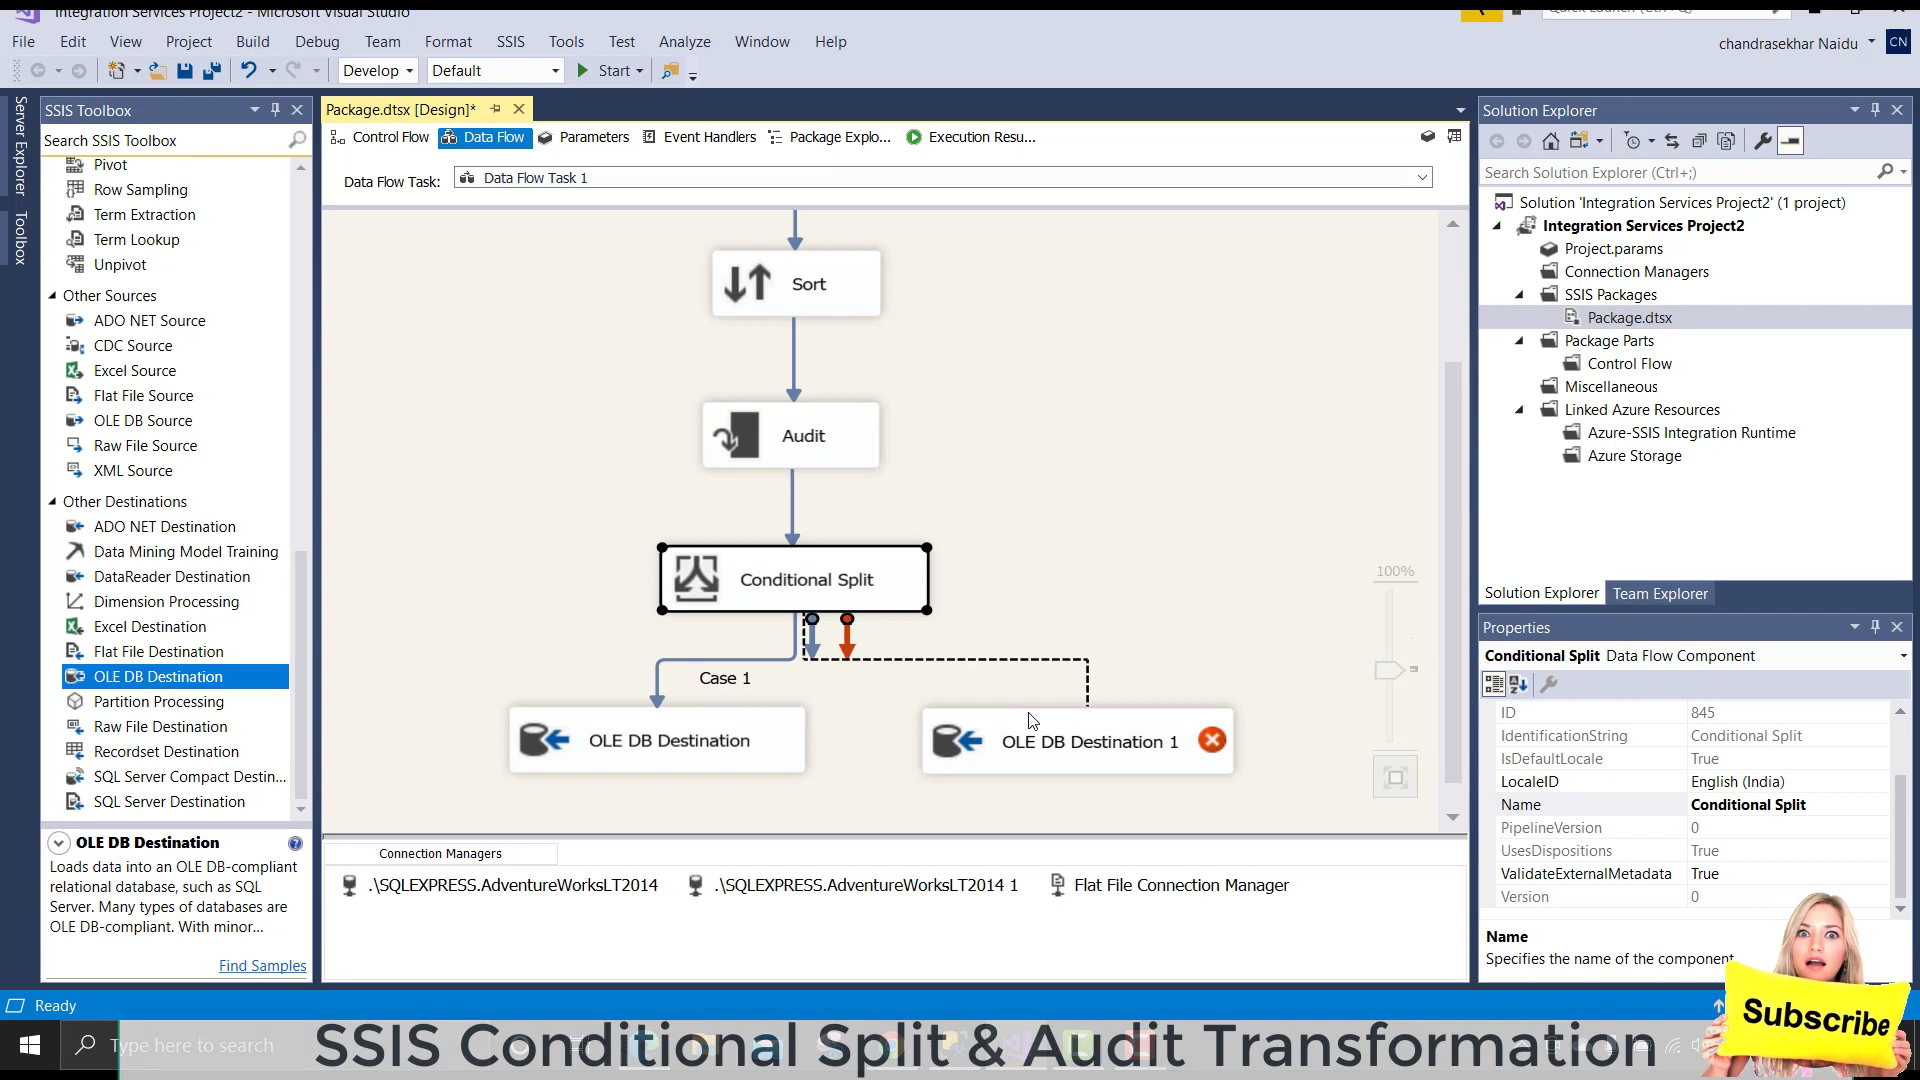 Integration Services Project2 - Microsoft Visual Studio
Quick Launch (Ctrl+Q)
File Edit View Project Build Debug Team Format SSIS Tools Test Analyze Window Help
chandrasekhar Naidu CN
Develop Default Start
Server Explorer
Toolbox
SSIS Toolbox
Search SSIS Toolbox
Pivot
Row Sampling
Term Extraction
Term Lookup
Unpivot
Other Sources
ADO NET Source
CDC Source
Excel Source
Flat File Source
OLE DB Source
Raw File Source
XML Source
Other Destinations
ADO NET Destination
Data Mining Model Training
DataReader Destination
Dimension Processing
Excel Destination
Flat File Destination
OLE DB Destination
Partition Processing
Raw File Destination
Recordset Destination
SQL Server Compact Destin...
SQL Server Destination
OLE DB Destination
Loads data into an OLE DB-compliant
relational database, such as SQL
Server. Many types of databases are
OLE DB-compliant. With minor...
Find Samples
Package.dtsx [Design]*
Control Flow Data Flow Parameters Event Handlers Package Explo... Execution Resu...
Data Flow Task: Data Flow Task 1
Sort
Audit
Conditional Split
Case 1
OLE DB Destination
OLE DB Destination 1
100%
Connection Managers
.\SQLEXPRESS.AdventureWorksLT2014
.\SQLEXPRESS.AdventureWorksLT2014 1
Flat File Connection Manager
Solution Explorer
Search Solution Explorer (Ctrl+;)
Solution 'Integration Services Project2' (1 project)
Integration Services Project2
Project.params
Connection Managers
SSIS Packages
Package.dtsx
Package Parts
Control Flow
Miscellaneous
Linked Azure Resources
Azure-SSIS Integration Runtime
Azure Storage
Solution Explorer Team Explorer
Properties
Conditional Split Data Flow Component
ID 845
IdentificationString Conditional Split
IsDefaultLocale True
LocaleID English (India)
Name Conditional Split
PipelineVersion 0
UsesDispositions True
ValidateExternalMetadata True
Version 0
Name
Specifies the name of the component
Ready
Type here to search
SSIS Conditional Split & Audit Transformation
Subscribe